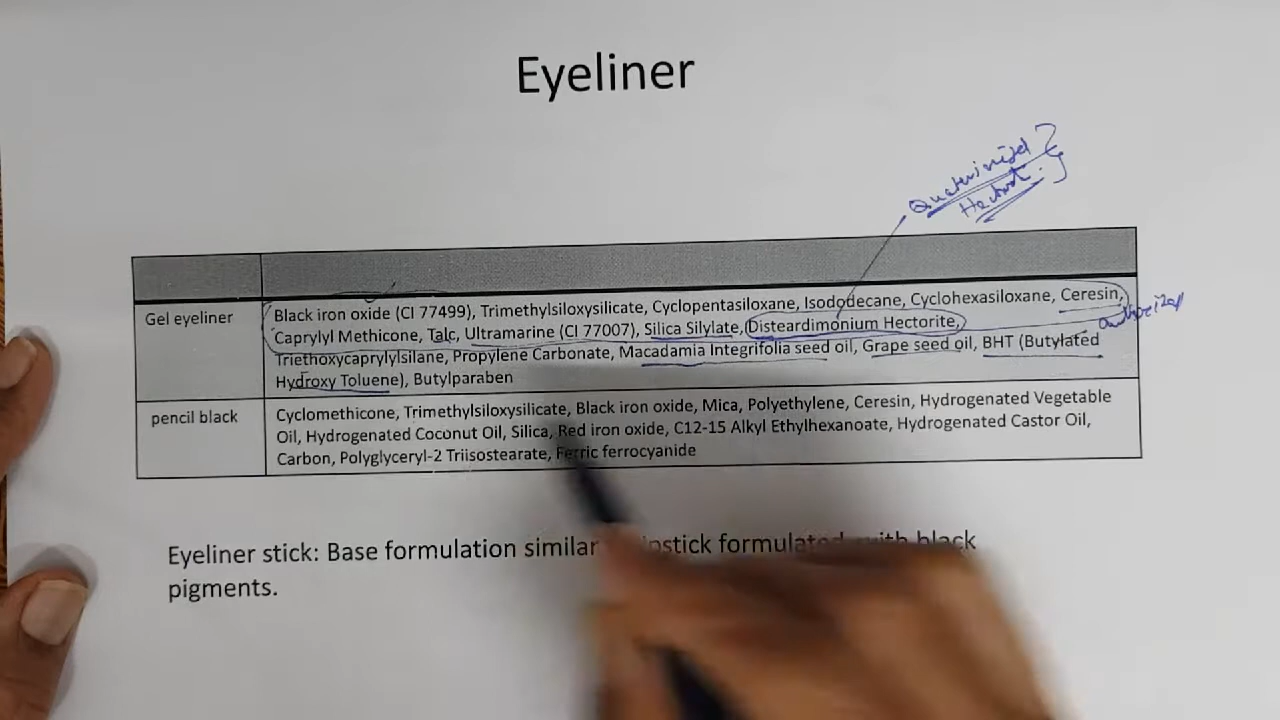 Eyeliner
Quaternized
Hectorite
Gel eyeliner
Black iron oxide (CI 77499), Trimethylsiloxysilicate, Cyclopentasiloxane, Isododecane, Cyclohexasiloxane, Ceresin,
Caprylyl Methicone, Talc, Ultramarine (CI 77007), Silica Silylate, Disteardimonium Hectorite,
Triethoxycaprylylsilane, Propylene Carbonate, Macadamia Integrifolia seed oil, Grape seed oil, BHT (Butylated
Hydroxy Toluene), Butylparaben
pencil black
Cyclomethicone, Trimethylsiloxysilicate, Black iron oxide, Mica, Polyethylene, Ceresin, Hydrogenated Vegetable
Oil, Hydrogenated Coconut Oil, Silica, Red iron oxide, C12-15 Alkyl Ethylhexanoate, Hydrogenated Castor Oil,
Carbon, Polyglyceryl-2 Triisostearate, Ferric ferrocyanide
Eyeliner stick: Base formulation similar lipstick formulated with black
pigments.